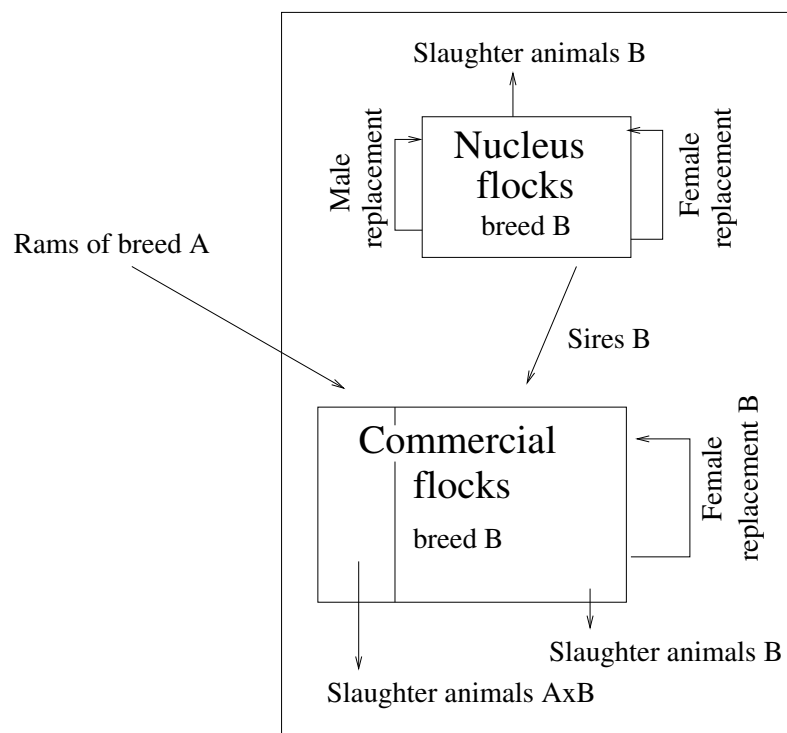 Slaughter animals B
Male
replacement
Nucleus
flocks
breed B
Female
replacement
Rams of breed A
Sires B
Commercial
flocks
breed B
Female
replacement B
Slaughter animals B
Slaughter animals AxB